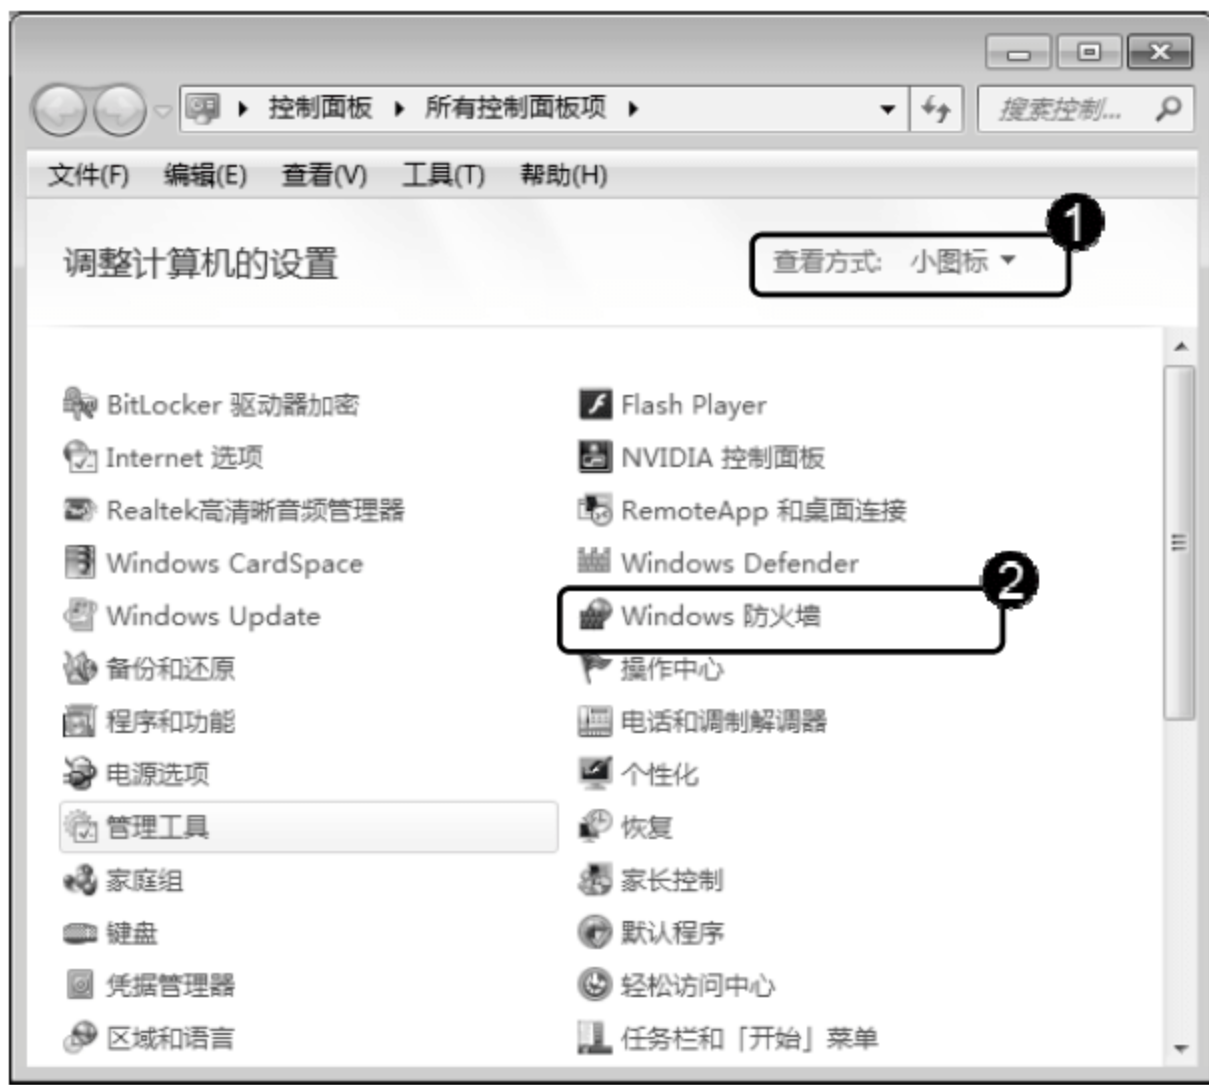 控制面板 所有控制面板项 搜索控制...
文件(F) 编辑(E) 查看(V) 工具(T) 帮助(H)
1
调整计算机的设置 查看方式: 小图标
BitLocker 驱动器加密 Flash Player
Internet 选项 NVIDIA 控制面板
Realtek高清晰音频管理器 RemoteApp 和桌面连接
Windows CardSpace Windows Defender
2
Windows Update Windows 防火墙
备份和还原 操作中心
程序和功能 电话和调制解调器
电源选项 个性化
管理工具 恢复
家庭组 家长控制
键盘 默认程序
凭据管理器 轻松访问中心
区域和语言 任务栏和「开始」菜单